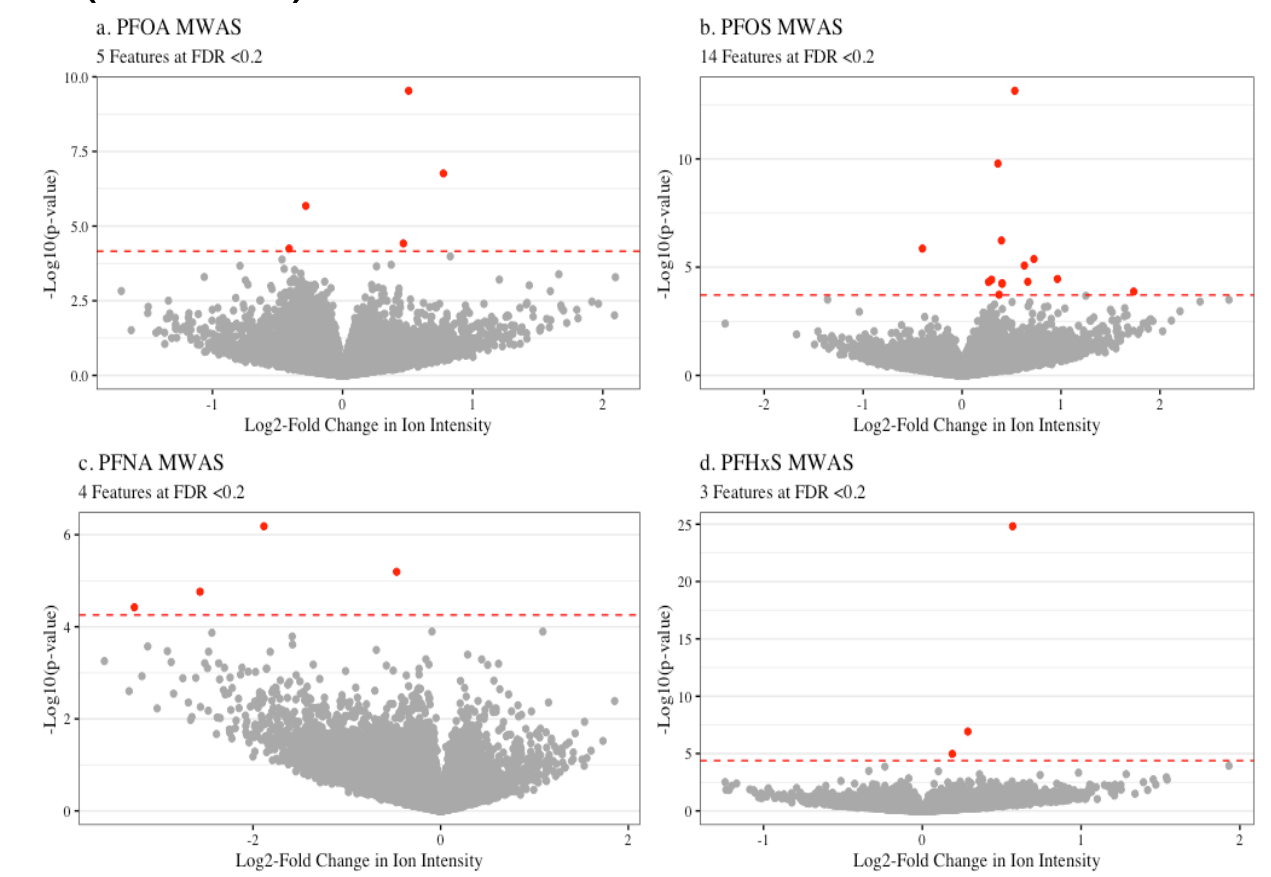 a. PFOA MWAS
5 Features at FDR <0.2
10.0
7.5
5.0
2.5
0.0
-Log10(p-value)
-1
0
1
2
Log2-Fold Change in Ion Intensity
b. PFOS MWAS
14 Features at FDR <0.2
10
5
0
-Log10(p-value)
-2
-1
0
1
2
Log2-Fold Change in Ion Intensity
c. PFNA MWAS
4 Features at FDR <0.2
6
4
2
0
-Log10(p-value)
-2
0
2
Log2-Fold Change in Ion Intensity
d. PFHxS MWAS
3 Features at FDR <0.2
25
20
15
10
5
0
-Log10(p-value)
-1
0
1
2
Log2-Fold Change in Ion Intensity